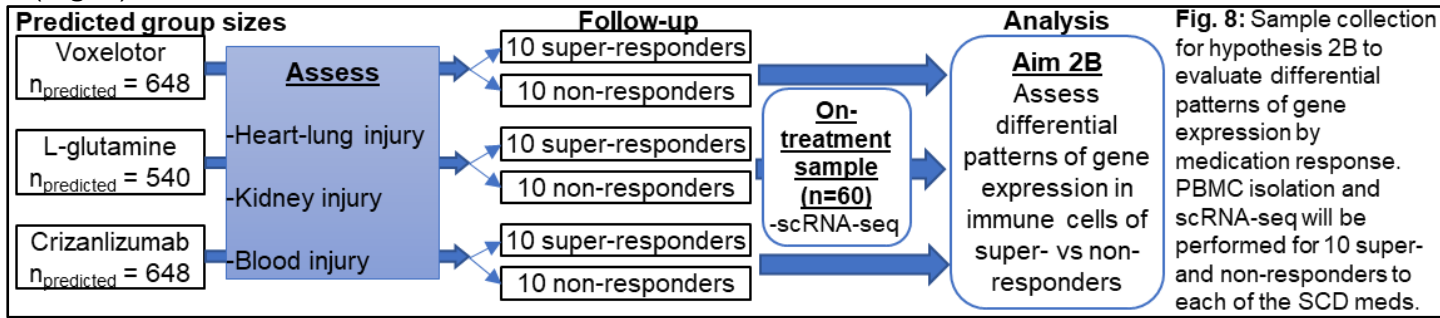 Predicted group sizes
Voxelotor
npredicted = 648
L-glutamine
npredicted = 540
Crizanlizumab
npredicted = 648
Assess
-Heart-lung injury
-Kidney injury
-Blood injury
Follow-up
10 super-responders
10 non-responders
10 super-responders
10 non-responders
10 super-responders
10 non-responders
On-
treatment
sample
(n=60)
-scRNA-seq
Analysis
Aim 2B
Assess
differential
patterns of gene
expression in
immune cells of
super- vs non-
responders
Fig. 8: Sample collection
for hypothesis 2B to
evaluate differential
patterns of gene
expression by
medication response.
PBMC isolation and
scRNA-seq will be
performed for 10 super-
and non-responders to
each of the SCD meds.